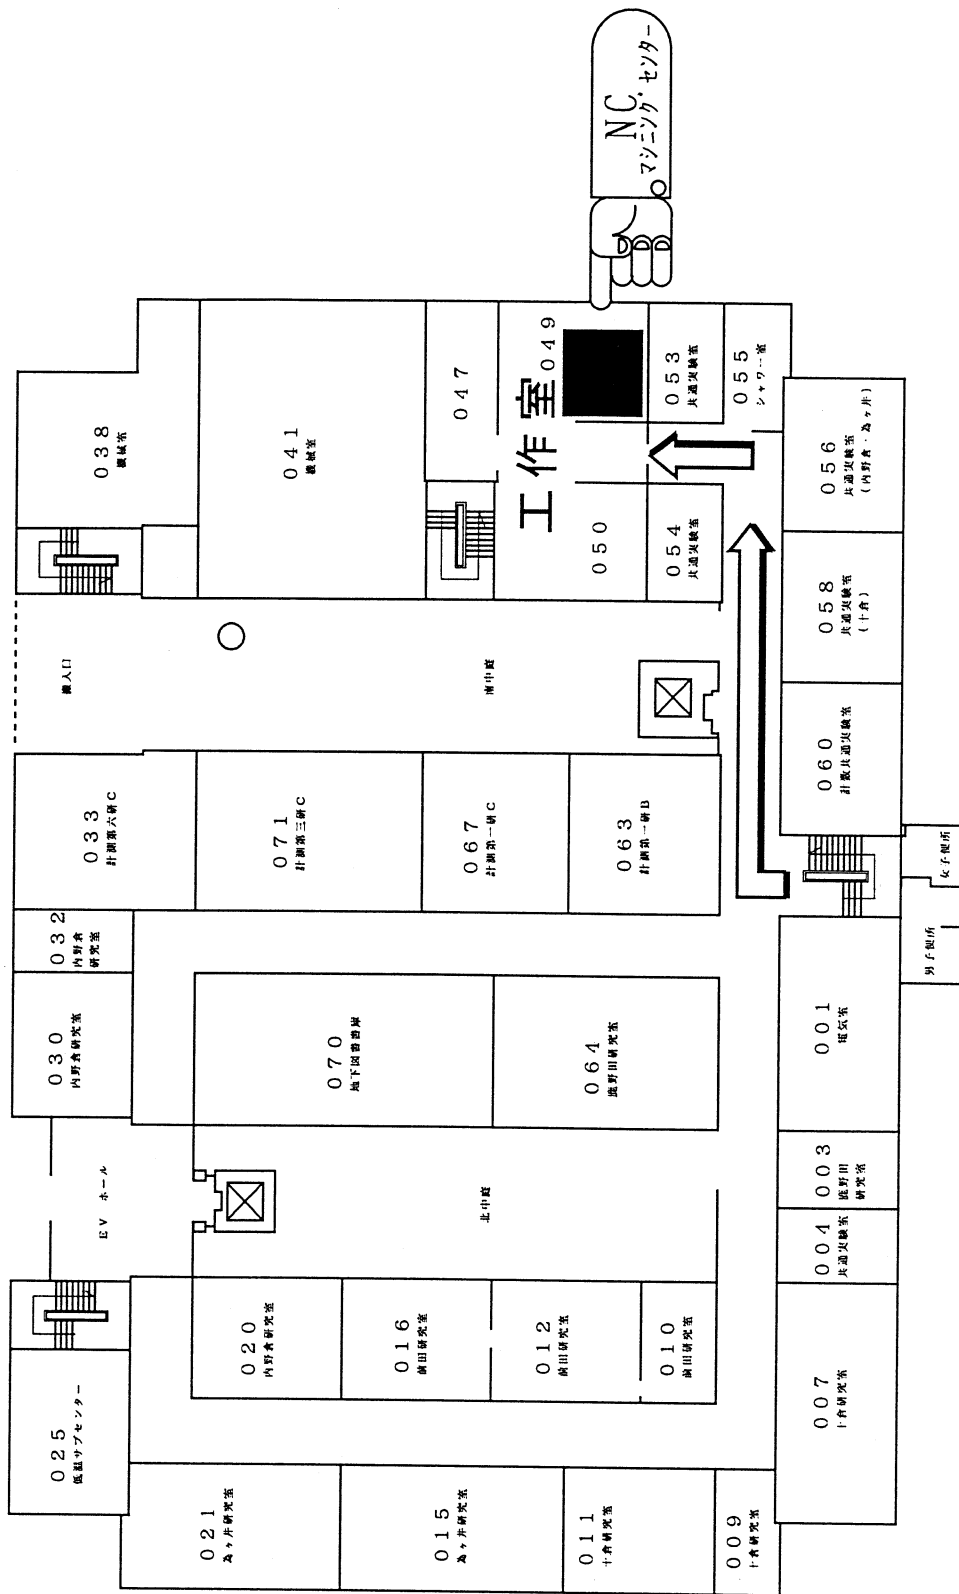 NC
マシニング・センター
工作室
038
機械室
041
機械室
047
049
053
共通実験室
055
シャワー室
050
054
共通実験室
056
共通実験室
(内野倉・為ヶ井)
058
共通実験室
(十倉)
060
計数共通実験室
搬入口
南中庭
033
計測第六研C
071
計測第三研C
067
計測第一研C
063
計測第一研B
女子便所
男子便所
032
内野倉
研究室
030
内野倉研究室
070
地下図書書庫
064
鹿野田研究室
001
電気室
003
鹿野田
研究室
004
共通実験室
EV ホール
北中庭
020
内野倉研究室
016
前田研究室
012
前田研究室
010
前田研究室
007
十倉研究室
025
低温サブセンター
021
為ヶ井研究室
015
為ヶ井研究室
011
十倉研究室
009
十倉研究室